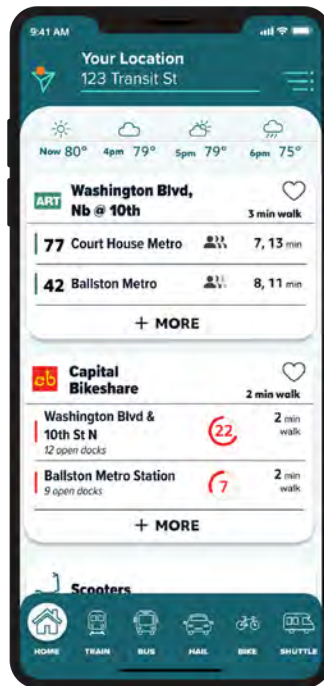 9:41 AM
Your Location
123 Transit St
Now 80° 4pm 79° 5pm 79° 6pm 75°
ART
Washington Blvd,
Nb @ 10th
3 min walk
77 Court House Metro 7, 13 min
42 Ballston Metro 8, 11 min
+ MORE
cb
Capital
Bikeshare
2 min walk
Washington Blvd &
10th St N
12 open docks
22
2 min
walk
Ballston Metro Station
9 open docks
7
2 min
walk
+ MORE
Scooters
HOME TRAIN BUS HAIL BIKE SHUTTLE